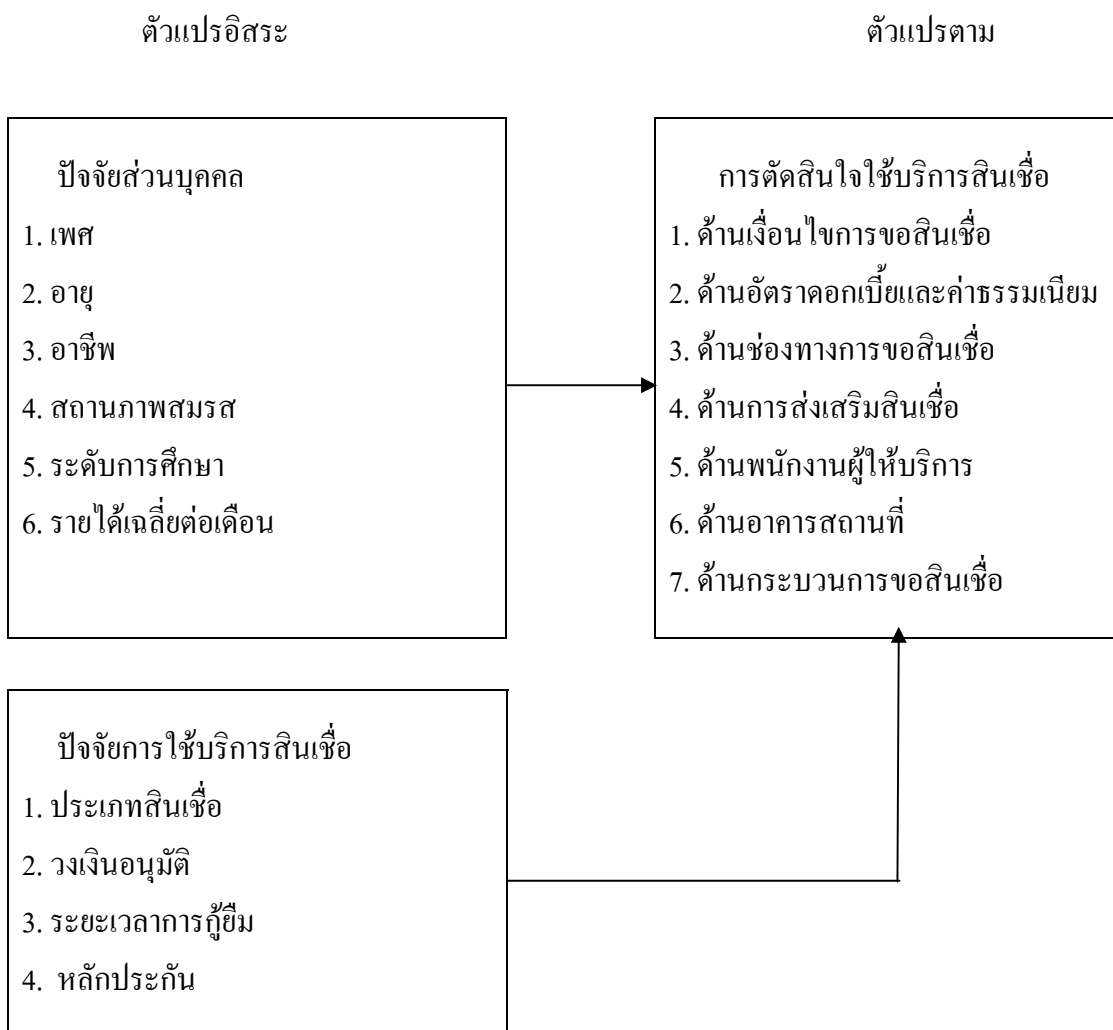 ตัวแปรอิสระ
ตัวแปรตาม
ปัจจัยส่วนบุคคล
1. เพศ
2. อายุ
3. อาชีพ
4. สถานภาพสมรส
5. ระดับการศึกษา
6. รายได้เฉลี่ยต่อเดือน
การตัดสินใจใช้บริการสินเชื่อ
1. ด้านเงื่อนไขการขอสินเชื่อ
2. ด้านอัตราดอกเบี้ยและค่าธรรมเนียม
3. ด้านช่องทางการขอสินเชื่อ
4. ด้านการส่งเสริมสินเชื่อ
5. ด้านพนักงานผู้ให้บริการ
6. ด้านอาคารสถานที่
7. ด้านกระบวนการขอสินเชื่อ
ปัจจัยการใช้บริการสินเชื่อ
1. ประเภทสินเชื่อ
2. วงเงินอนุมัติ
3. ระยะเวลาการกู้ยืม
4. หลักประกัน